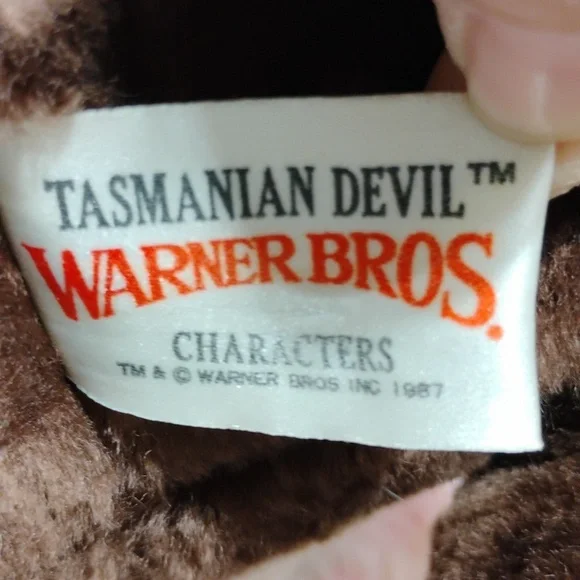 TASMANIAN DEVIL™
WARNER BROS.
CHARACTERS
TM & © WARNER BROS INC 1987